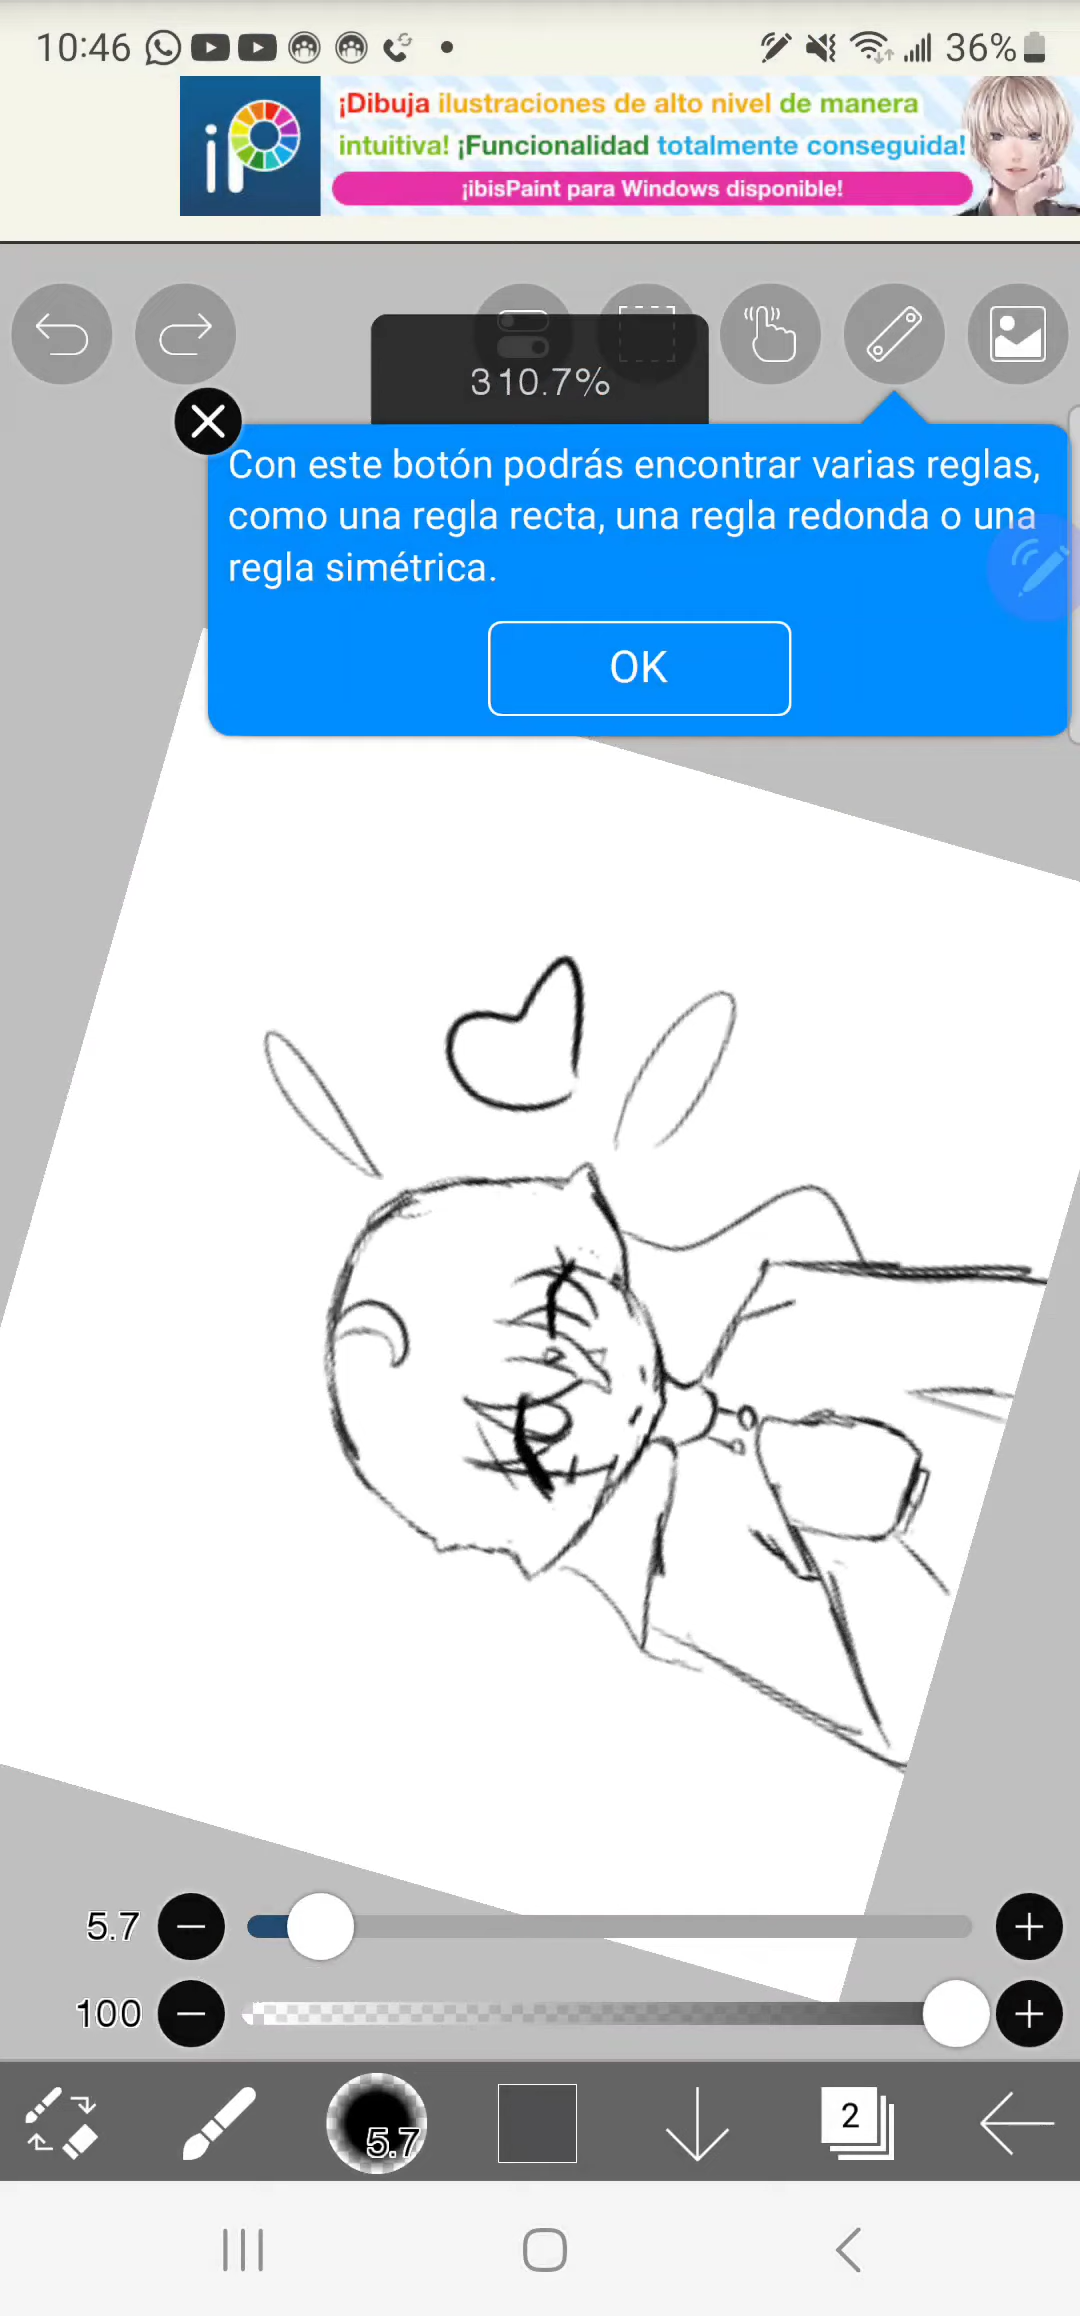 10:46
36%
iP
¡Dibuja ilustraciones de alto nivel de manera
intuitiva! ¡Funcionalidad totalmente conseguida!
¡ibisPaint para Windows disponible!
310.7%
Con este botón podrás encontrar varias reglas,
como una regla recta, una regla redonda o una
regla simétrica.
OK
5.7
100
5.7
2